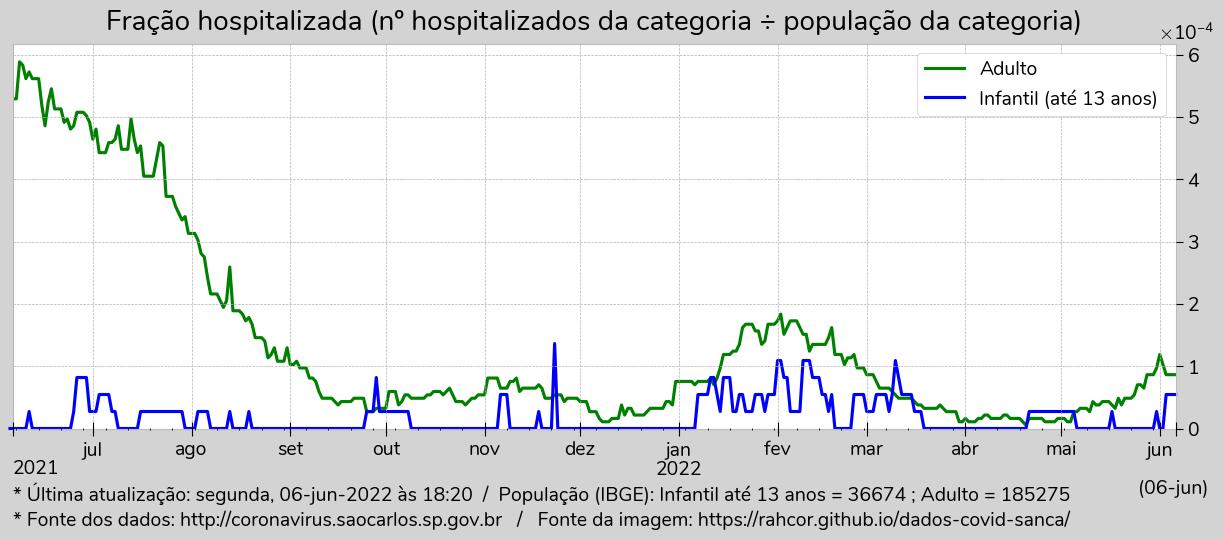 Fração hospitalizada (nº hospitalizados da categoria ÷ população da categoria)
×10⁻⁴
Adulto
Infantil (até 13 anos)
6
5
4
3
2
1
0
jul ago set out nov dez jan fev mar abr mai jun
2021 2022
(06-jun)
* Última atualização: segunda, 06-jun-2022 às 18:20 / População (IBGE): Infantil até 13 anos = 36674 ; Adulto = 185275
* Fonte dos dados: http://coronavirus.saocarlos.sp.gov.br / Fonte da imagem: https://rahcor.github.io/dados-covid-sanca/